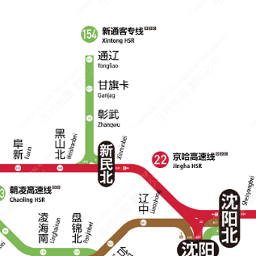 154
新通客专线
Xintong HSR
通辽
Tongliao
甘旗卡
Ganqika
彰武
Zhangwu
阜新
Fuxin
黑山北
Heishanbei
新民北
Xinminbei
22
京哈高速线
Jingha HSR
朝凌高速线
Chaoling HSR
凌海南
Linghainan
盘锦北
Panjinbei
辽中
Liaozhong
沈阳北
Shenyangbei
沈阳